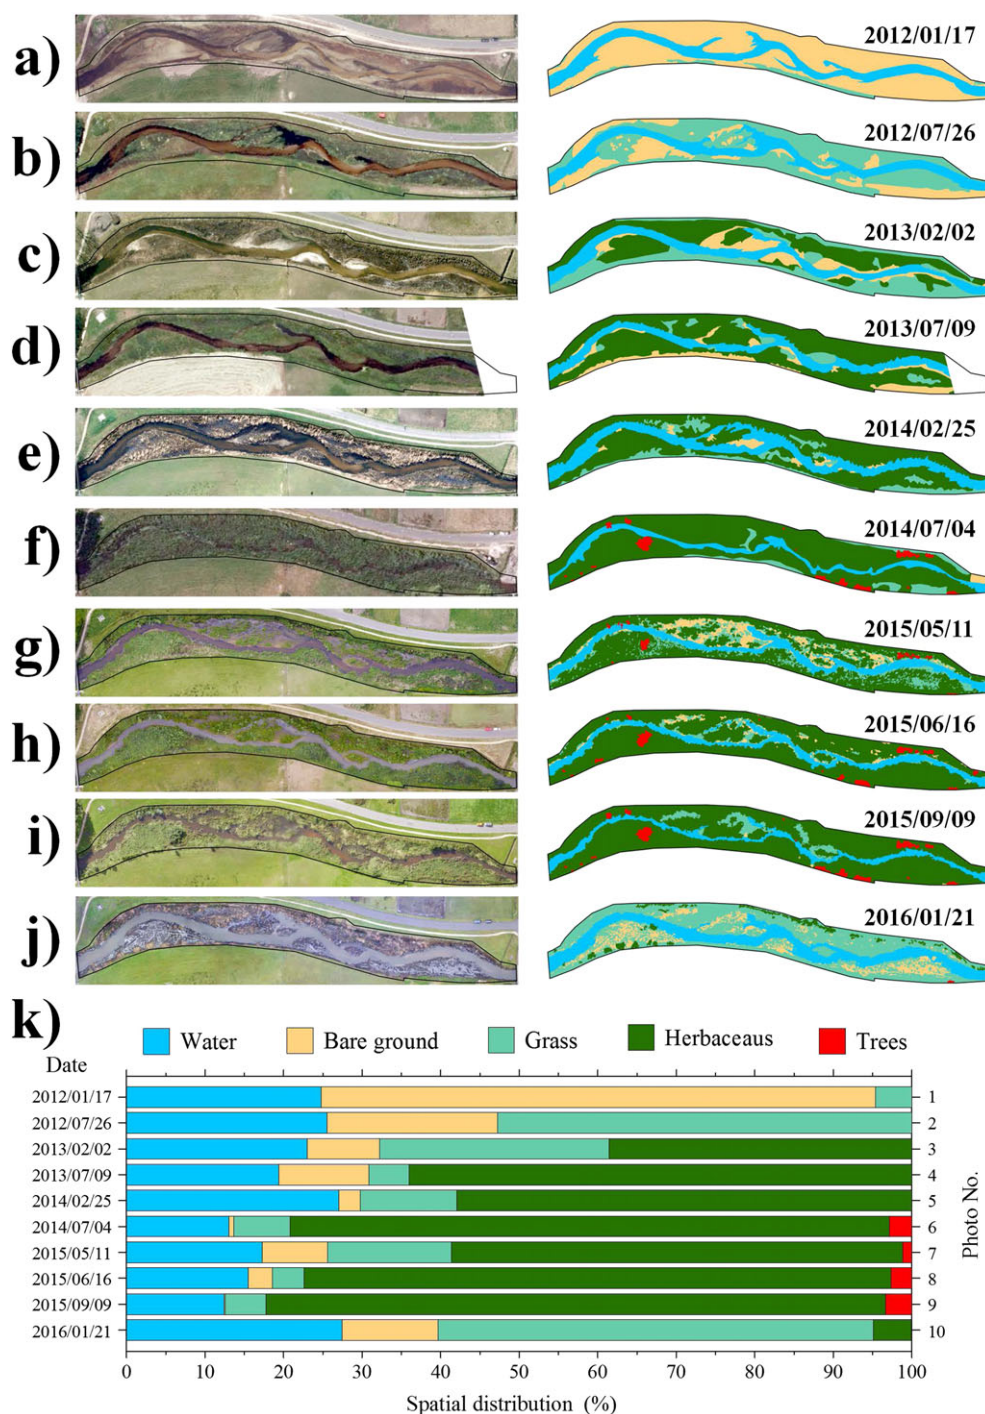 a)
2012/01/17
b)
2012/07/26
c)
2013/02/02
d)
2013/07/09
e)
2014/02/25
f)
2014/07/04
g)
2015/05/11
h)
2015/06/16
i)
2015/09/09
j)
2016/01/21
k)
Water Bare ground Grass Herbaceaus Trees
Date
2012/01/17 1
2012/07/26 2
2013/02/02 3
2013/07/09 4
2014/02/25 5
2014/07/04 6
2015/05/11 7
2015/06/16 8
2015/09/09 9
2016/01/21 10
Photo No.
0 10 20 30 40 50 60 70 80 90 100
Spatial distribution (%)